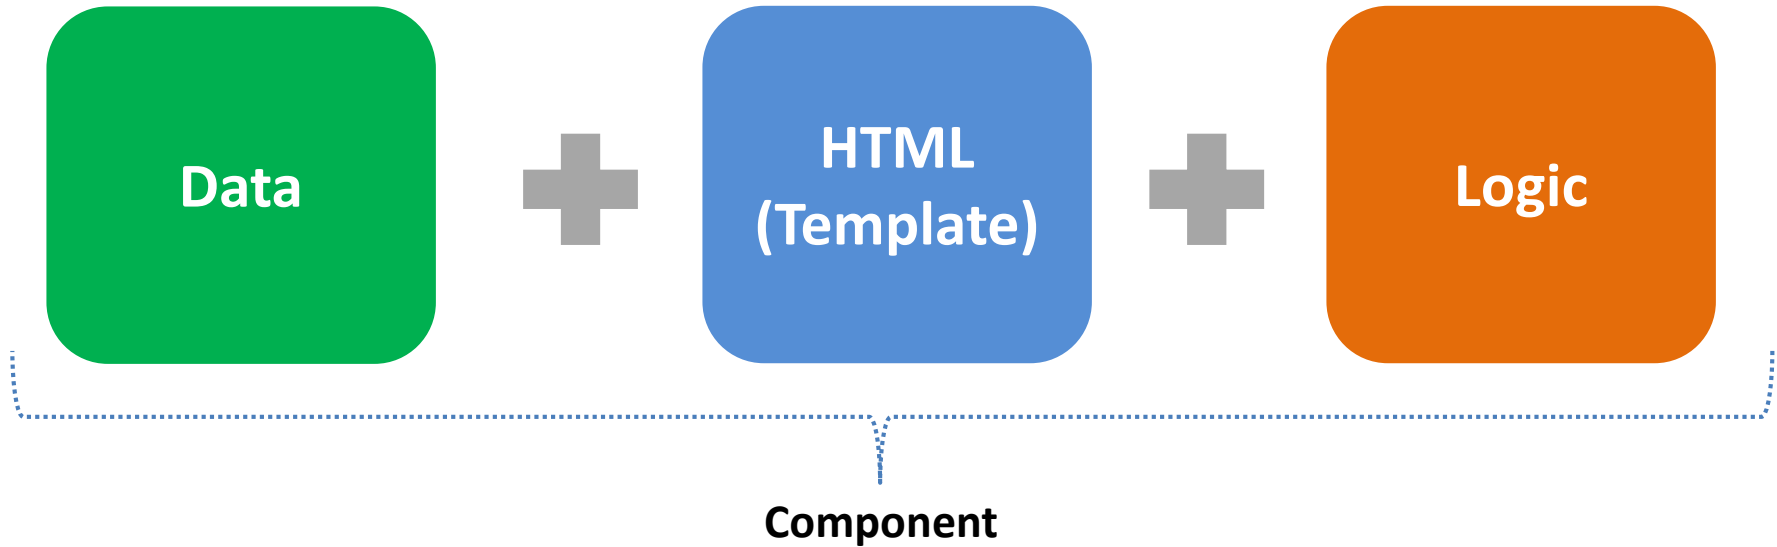 Data
HTML
(Template)
Logic
Component